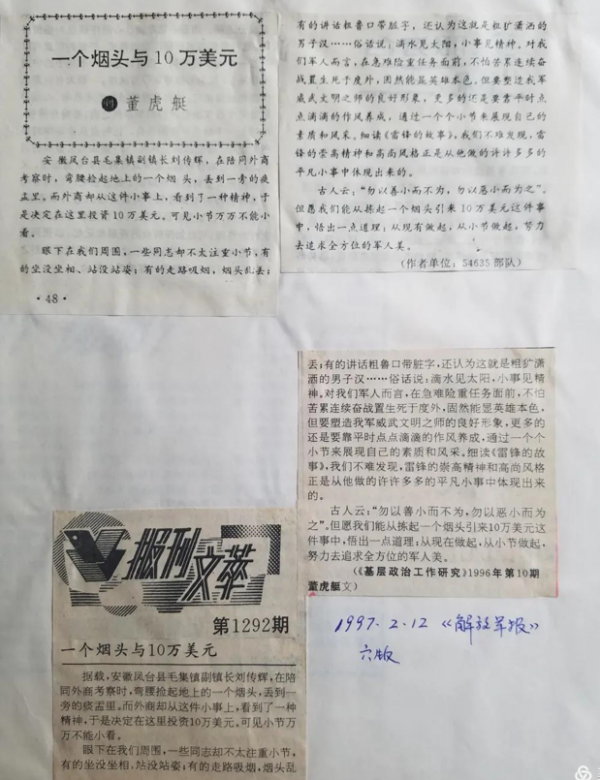 一个烟头与10万美元
董虎艇
安徽凤台县毛集镇副镇长刘传辉，在陪同外商
考察时，弯腰捡起地上的一个烟头，丢到一旁的痰
盂里。而外商却从这件小事上，看到了一种精神，于
是决定在这里投资10万美元。可见小节万万不能小
看。
眼下在我们周围，一些同志却不太注重小节，有
的坐没坐相、站没站姿；有的走路吸烟，烟头乱丢；
·48·
有的讲话粗鲁口带脏字，还认为这就是粗犷潇洒的
男子汉……俗话说：滴水见太阳，小事见精神。对我
们军人而言，在急难险重任务面前，不怕苦累连续奋
战置生死于度外，固然能显英雄本色。但要塑造我军
威武文明之师的良好形象，更多的还是要靠平时点
点滴滴的作风养成，通过一个个小节来展现自己的
素质和风采。细读《雷锋的故事》，我们不难发现，雷
锋的崇高精神和高尚风格正是从他做的许许多多的
平凡小事中体现出来的。
古人云：“勿以善小而不为，勿以恶小而为之”。
但愿我们能从拣起一个烟头引来10万美元这件事
中，悟出一点道理；从现在做起，从小节做起，努力
去追求全方位的军人美。
（作者单位：54635部队）
丢；有的讲话粗鲁口带脏字，还认为这就是粗犷潇
洒的男子汉……俗话说：滴水见太阳，小事见精
神。对我们军人而言，在急难险重任务面前，不怕
苦累连续奋战置生死于度外，固然能显英雄本色，
但要塑造我军威武文明之师的良好形象，更多的
还是要靠平时点点滴滴的作风养成，通过一个个
小节来展现自己的素质和风采。细读《雷锋的故
事》，我们不难发现，雷锋的崇高精神和高尚风格
正是从他做的许许多多的平凡小事中体现出来
的。
古人云：“勿以善小而不为，勿以恶小而为
之”。但愿我们能从拣起一个烟头引来10万美元这
件事中，悟出一点道理：从现在做起，从小节做起，
努力去追求全方位的军人美。
（《基层政治工作研究》1996年第10期
董虎艇文）
1997.2.12《解放军报》
六版
报刊文萃
第1292期
一个烟头与10万美元
据载，安徽凤台县毛集镇副镇长刘传辉，在陪
同外商考察时，弯腰捡起地上的一个烟头，丢到一
旁的痰盂里。而外商却从这件小事上，看到了一种
精神，于是决定在这里投资10万美元。可见小节万
万不能小看。
眼下在我们周围，一些同志却不太注重小节，
有的坐没坐相，站没站姿；有的走路吸烟，烟头乱